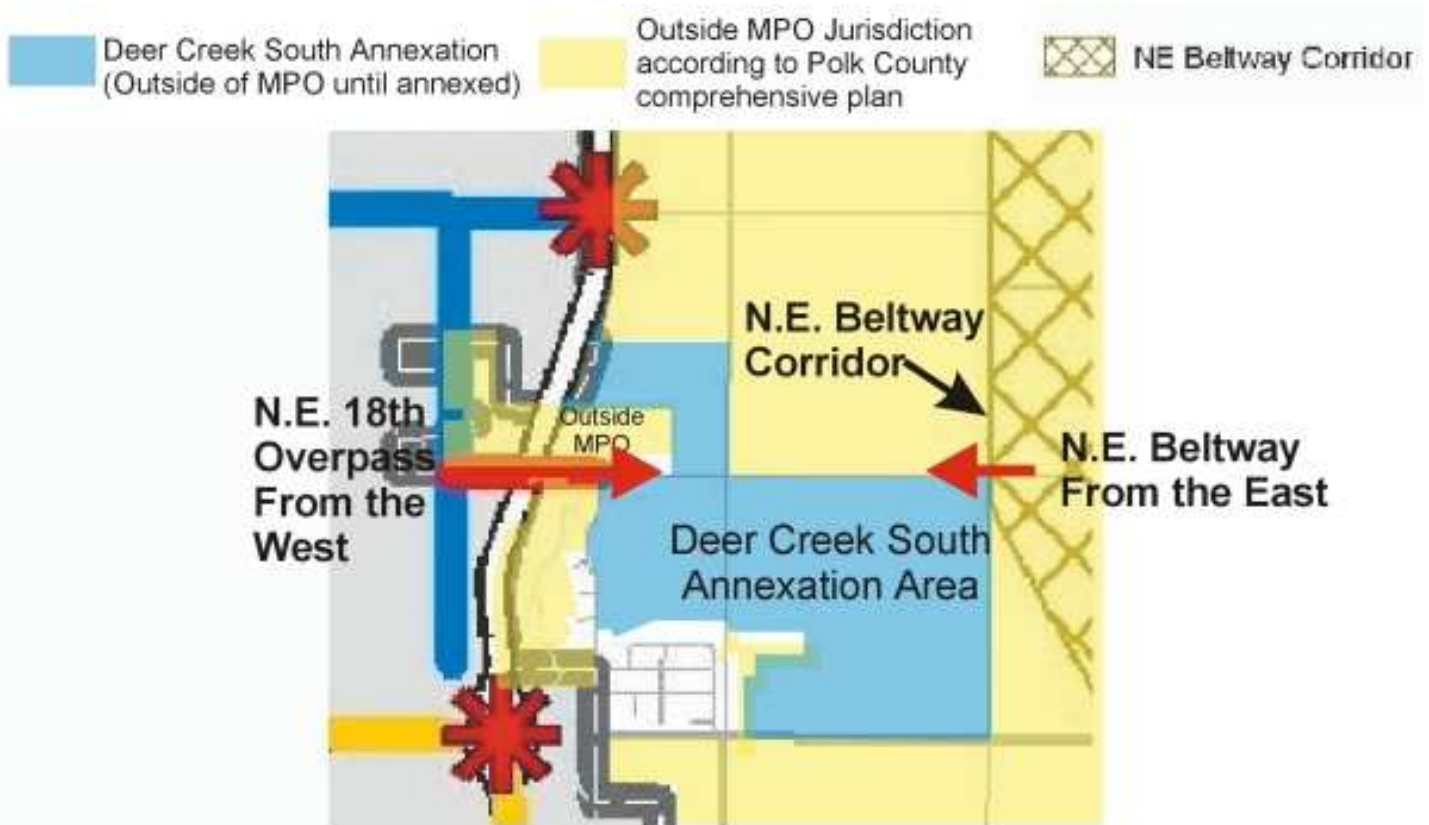 Deer Creek South Annexation
(Outside of MPO until annexed)
Outside MPO Jurisdiction
according to Polk County
comprehensive plan
NE Beltway Corridor
N.E. Beltway
Corridor
N.E. 18th
Overpass
From the
West
Outside
MPO
N.E. Beltway
From the East
Deer Creek South
Annexation Area